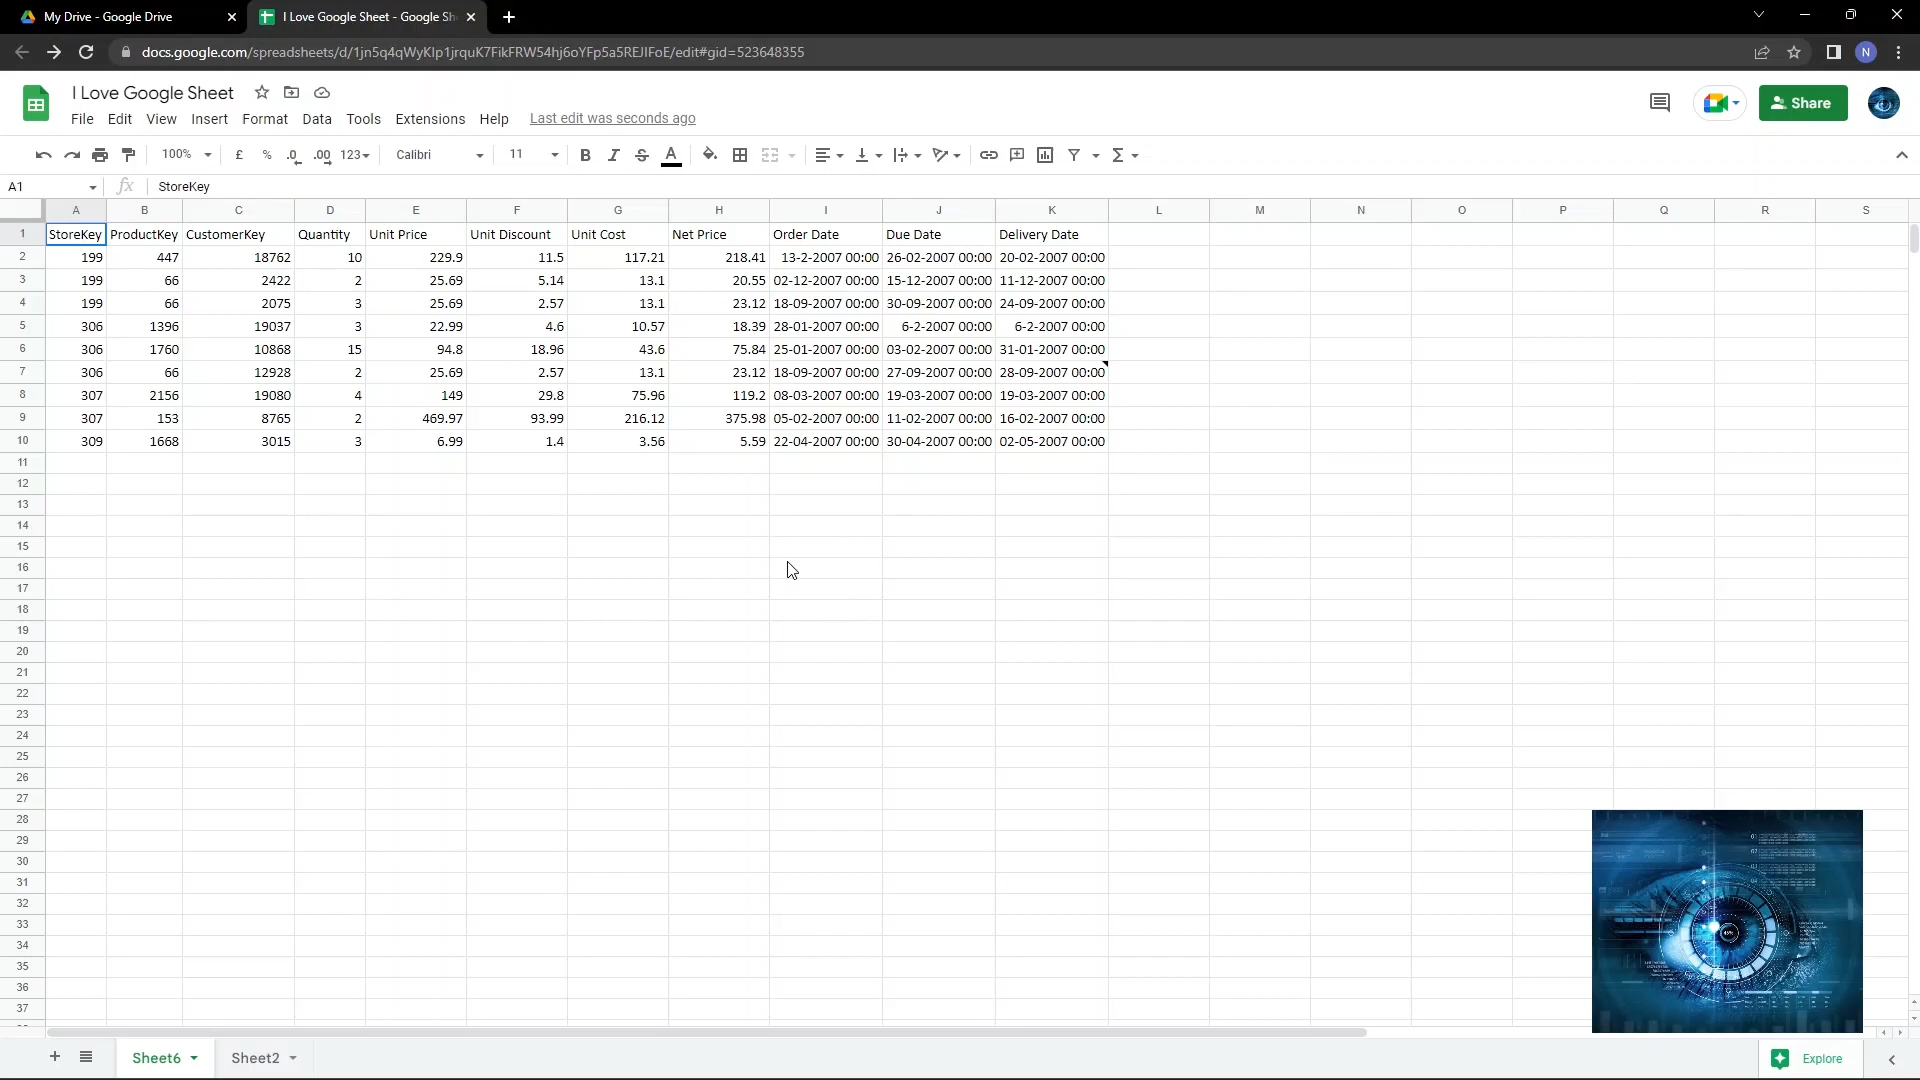 My Drive - Google Drive
I Love Google Sheet - Google Sh
docs.google.com/spreadsheets/d/1jn5q4qWyKlp1jrquK7FikFRW54hj6oYFp5a5REJlFoE/edit#gid=523648355
N
I Love Google Sheet
Share
File Edit View Insert Format Data Tools Extensions Help Last edit was seconds ago
100% £ % .0 .00 123 Calibri 11 B I S A Σ
A1 fx StoreKey
A B C D E F G H I J K L M N O P Q R S
1 StoreKey ProductKey CustomerKey Quantity Unit Price Unit Discount Unit Cost Net Price Order Date Due Date Delivery Date
2 199 447 18762 10 229.9 11.5 117.21 218.41 13-2-2007 00:00 26-02-2007 00:00 20-02-2007 00:00
3 199 66 2422 2 25.69 5.14 13.1 20.55 02-12-2007 00:00 15-12-2007 00:00 11-12-2007 00:00
4 199 66 2075 3 25.69 2.57 13.1 23.12 18-09-2007 00:00 30-09-2007 00:00 24-09-2007 00:00
5 306 1396 19037 3 22.99 4.6 10.57 18.39 28-01-2007 00:00 6-2-2007 00:00 6-2-2007 00:00
6 306 1760 10868 15 94.8 18.96 43.6 75.84 25-01-2007 00:00 03-02-2007 00:00 31-01-2007 00:00
7 306 66 12928 2 25.69 2.57 13.1 23.12 18-09-2007 00:00 27-09-2007 00:00 28-09-2007 00:00
8 307 2156 19080 4 149 29.8 75.96 119.2 08-03-2007 00:00 19-03-2007 00:00 19-03-2007 00:00
9 307 153 8765 2 469.97 93.99 216.12 375.98 05-02-2007 00:00 11-02-2007 00:00 16-02-2007 00:00
10 309 1668 3015 3 6.99 1.4 3.56 5.59 22-04-2007 00:00 30-04-2007 00:00 02-05-2007 00:00
11
12
13
14
15
16
17
18
19
20
21
22
23
24
25
26
27
28
29
30
31
32
33
34
35
36
37
Sheet6 Sheet2 Explore